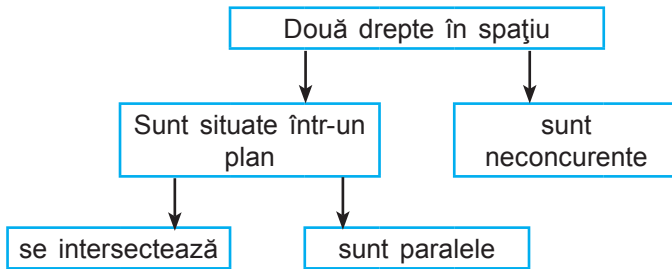 Două drepte în spaţiu
Sunt situate într-un
plan
sunt
neconcurente
se intersectează
sunt paralele